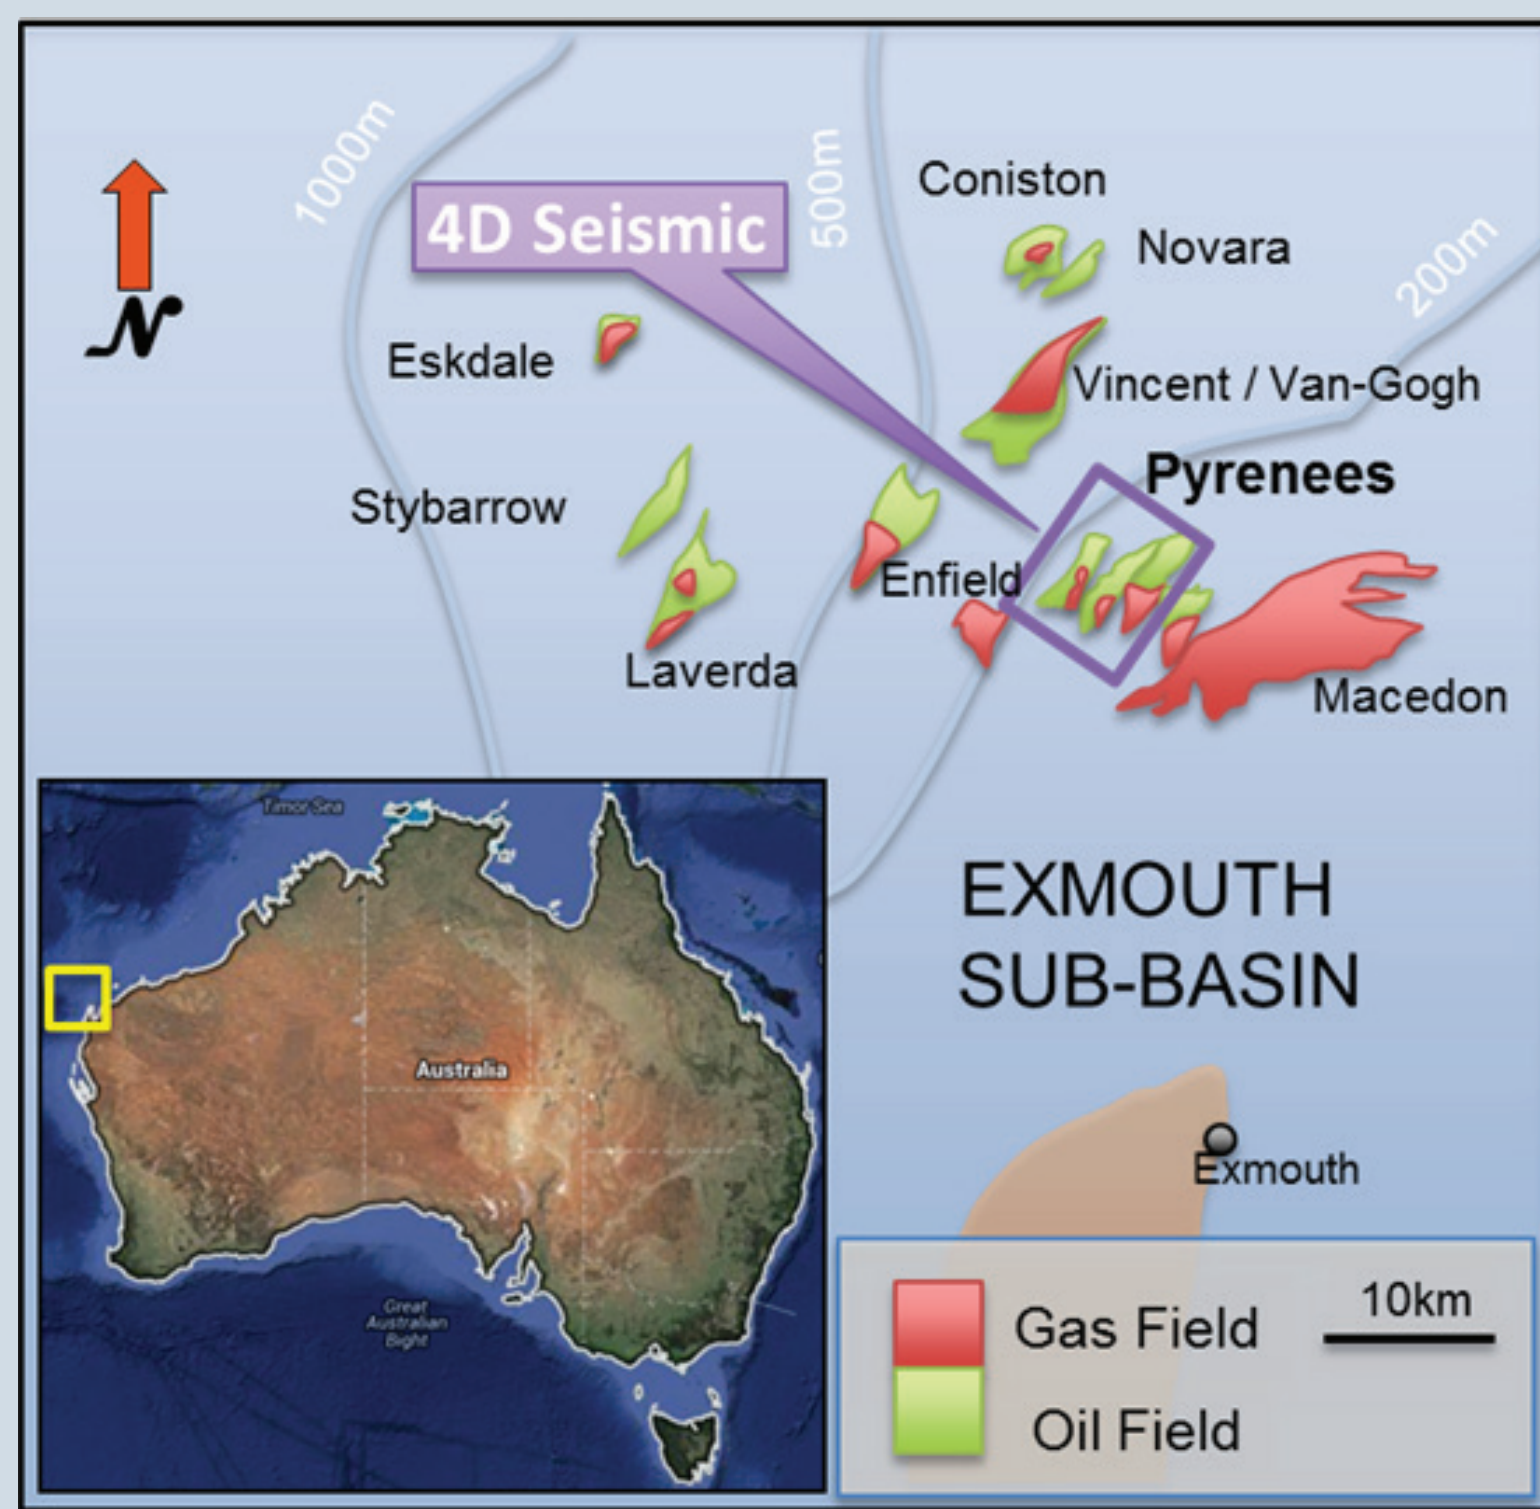 1000m
500m
200m
4D Seismic
Coniston
Novara
Eskdale
Vincent / Van-Gogh
Pyrenees
Stybarrow
Enfield
Laverda
Macedon
N
EXMOUTH
SUB-BASIN
Exmouth
Timor Sea
Australia
Great
Australian
Bight
Gas Field
Oil Field
10km